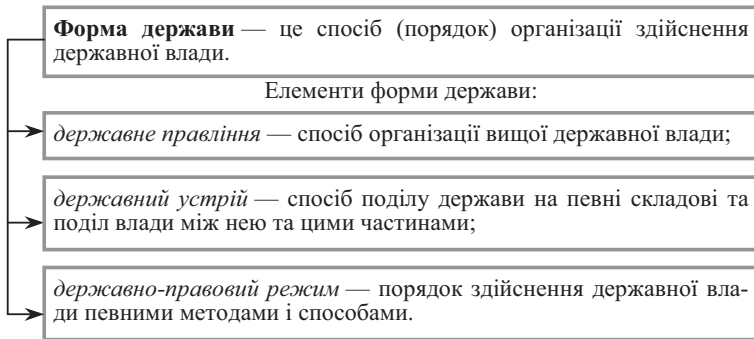 Форма держави — це спосіб (порядок) організації здійснення
державної влади.
Елементи форми держави:
державне правління — спосіб організації вищої державної влади;
державний устрій — спосіб поділу держави на певні складові та
поділ влади між нею та цими частинами;
державно-правовий режим — порядок здійснення державної вла-
ди певними методами і способами.